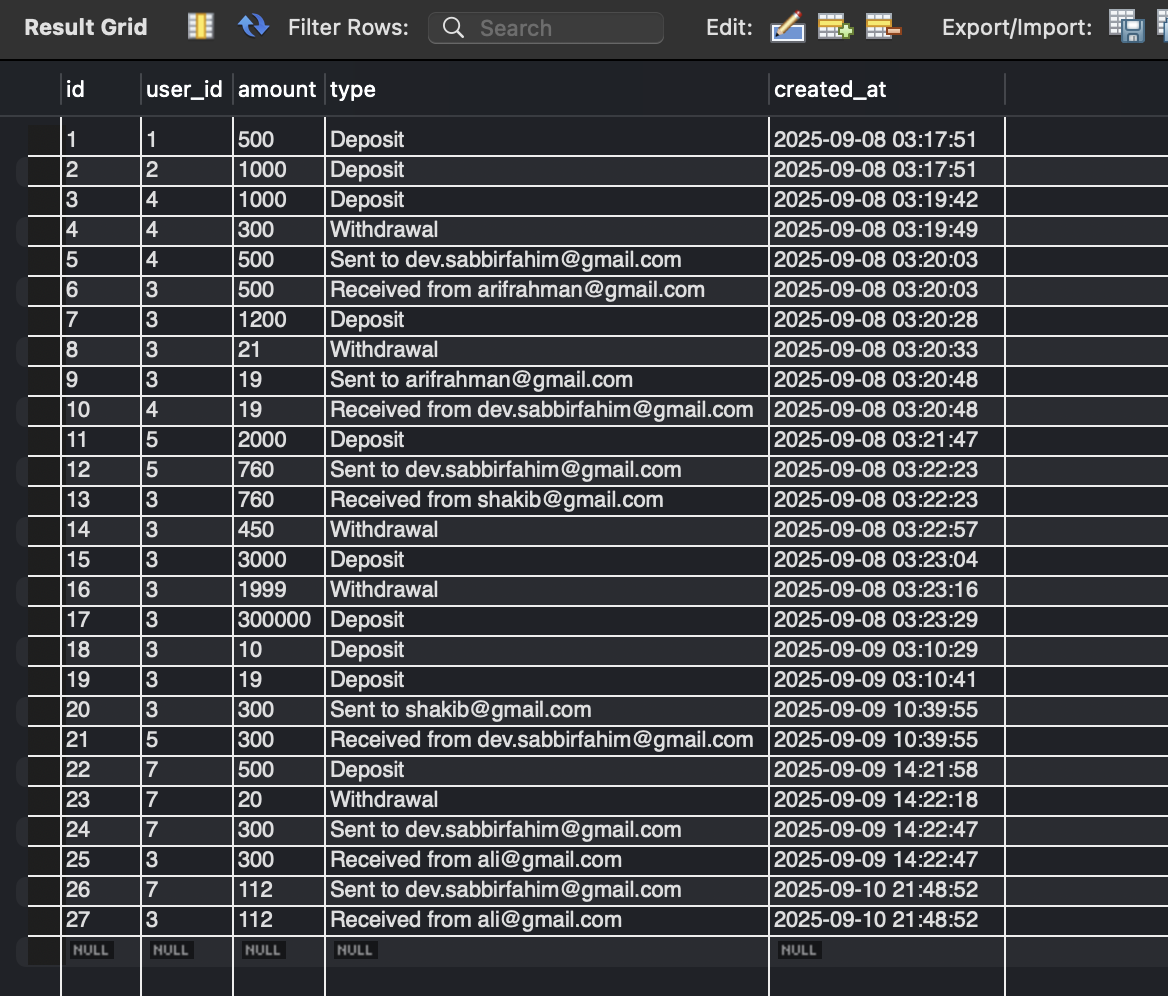 Result Grid Filter Rows: Search Edit: Export/Import:
id user_id amount type created_at
1 1 500 Deposit 2025-09-08 03:17:51
2 2 1000 Deposit 2025-09-08 03:17:51
3 4 1000 Deposit 2025-09-08 03:19:42
4 4 300 Withdrawal 2025-09-08 03:19:49
5 4 500 Sent to dev.sabbirfahim@gmail.com 2025-09-08 03:20:03
6 3 500 Received from arifrahman@gmail.com 2025-09-08 03:20:03
7 3 1200 Deposit 2025-09-08 03:20:28
8 3 21 Withdrawal 2025-09-08 03:20:33
9 3 19 Sent to arifrahman@gmail.com 2025-09-08 03:20:48
10 4 19 Received from dev.sabbirfahim@gmail.com 2025-09-08 03:20:48
11 5 2000 Deposit 2025-09-08 03:21:47
12 5 760 Sent to dev.sabbirfahim@gmail.com 2025-09-08 03:22:23
13 3 760 Received from shakib@gmail.com 2025-09-08 03:22:23
14 3 450 Withdrawal 2025-09-08 03:22:57
15 3 3000 Deposit 2025-09-08 03:23:04
16 3 1999 Withdrawal 2025-09-08 03:23:16
17 3 300000 Deposit 2025-09-08 03:23:29
18 3 10 Deposit 2025-09-09 03:10:29
19 3 19 Deposit 2025-09-09 03:10:41
20 3 300 Sent to shakib@gmail.com 2025-09-09 10:39:55
21 5 300 Received from dev.sabbirfahim@gmail.com 2025-09-09 10:39:55
22 7 500 Deposit 2025-09-09 14:21:58
23 7 20 Withdrawal 2025-09-09 14:22:18
24 7 300 Sent to dev.sabbirfahim@gmail.com 2025-09-09 14:22:47
25 3 300 Received from ali@gmail.com 2025-09-09 14:22:47
26 7 112 Sent to dev.sabbirfahim@gmail.com 2025-09-10 21:48:52
27 3 112 Received from ali@gmail.com 2025-09-10 21:48:52
NULL NULL NULL NULL NULL